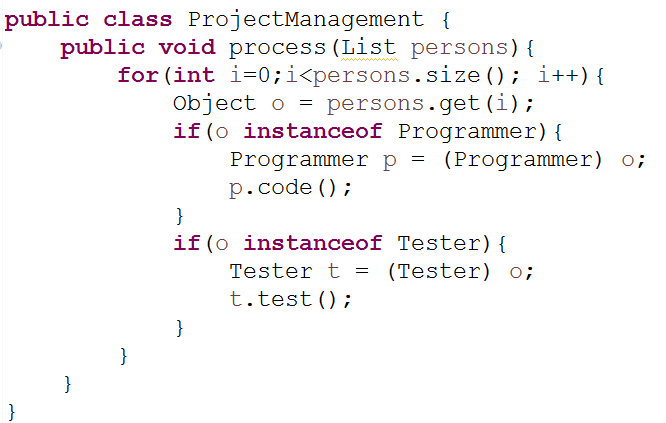 public class ProjectManagement {
    public void process(List persons){
        for(int i=0;i<persons.size(); i++){
            Object o = persons.get(i);
            if(o instanceof Programmer){
                Programmer p = (Programmer) o;
                p.code();
            }
            if(o instanceof Tester){
                Tester t = (Tester) o;
                t.test();
            }
        }
    }
}